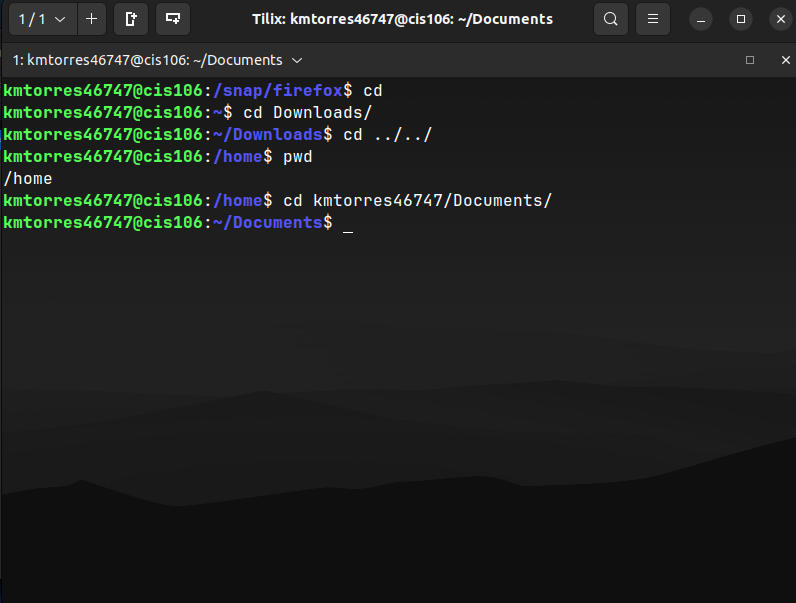 1 / 1
Tilix: kmtorres46747@cis106: ~/Documents
1: kmtorres46747@cis106: ~/Documents
kmtorres46747@cis106:/snap/firefox$ cd
kmtorres46747@cis106:~$ cd Downloads/
kmtorres46747@cis106:~/Downloads$ cd ../../
kmtorres46747@cis106:/home$ pwd
/home
kmtorres46747@cis106:/home$ cd kmtorres46747/Documents/
kmtorres46747@cis106:~/Documents$ _